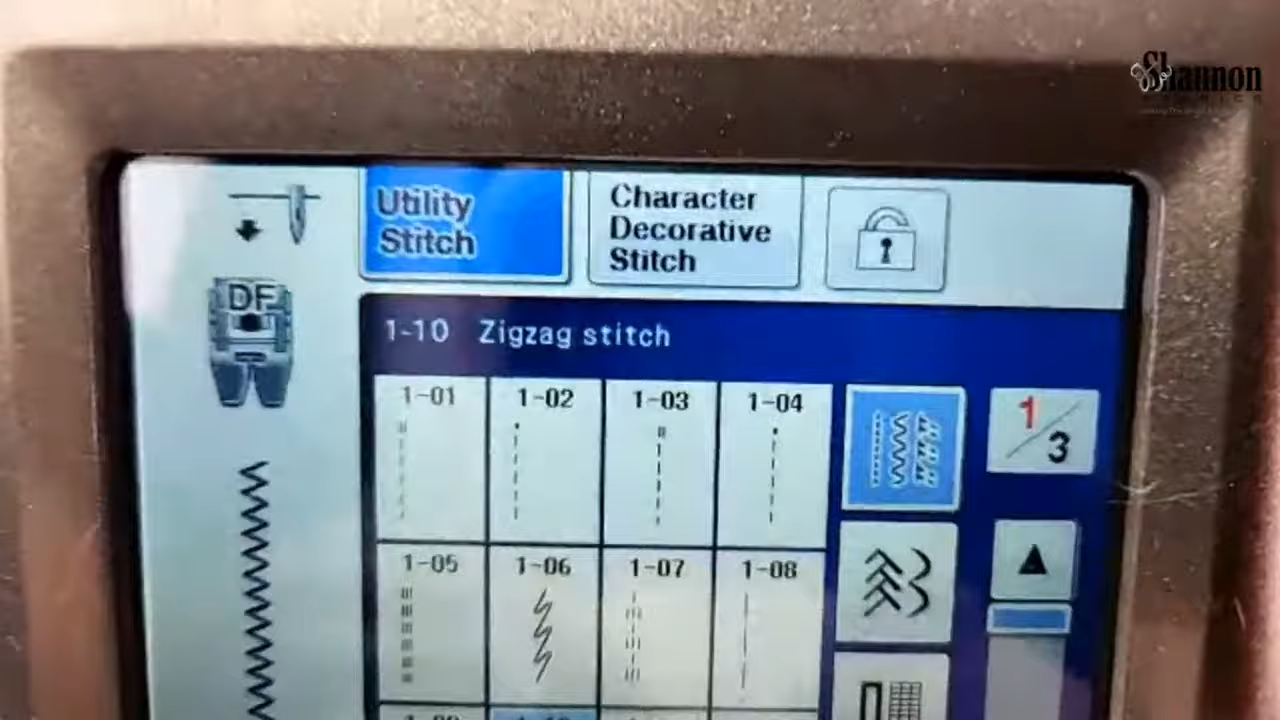 Shannon
Utility
Stitch
Character
Decorative
Stitch
DF
1-10 Zigzag stitch
1-01 1-02 1-03 1-04
1/3
1-05 1-06 1-07 1-08